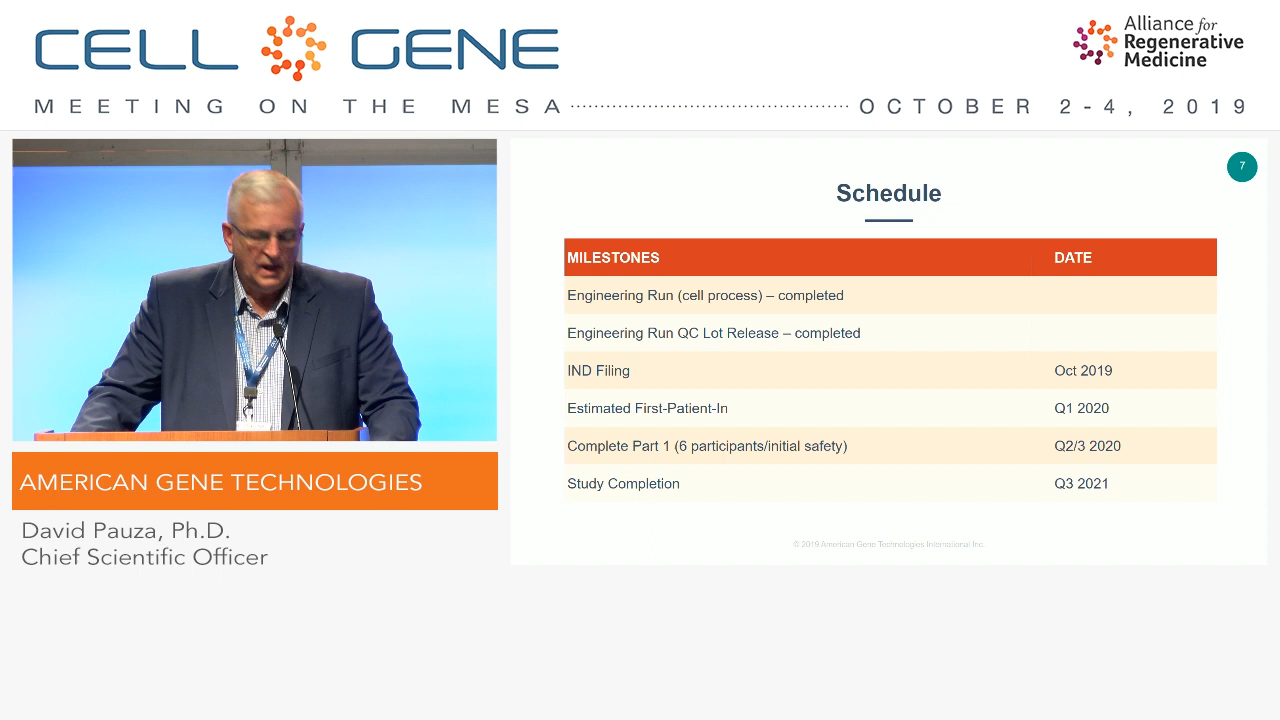 CELL GENE
Alliance for
Regenerative
Medicine
MEETING ON THE MESA OCTOBER 2-4, 2019
7
Schedule
MILESTONES DATE
Engineering Run (cell process) – completed
Engineering Run QC Lot Release – completed
IND Filing Oct 2019
Estimated First-Patient-In Q1 2020
Complete Part 1 (6 participants/initial safety) Q2/3 2020
Study Completion Q3 2021
© 2019 American Gene Technologies International Inc.
AMERICAN GENE TECHNOLOGIES
David Pauza, Ph.D.
Chief Scientific Officer